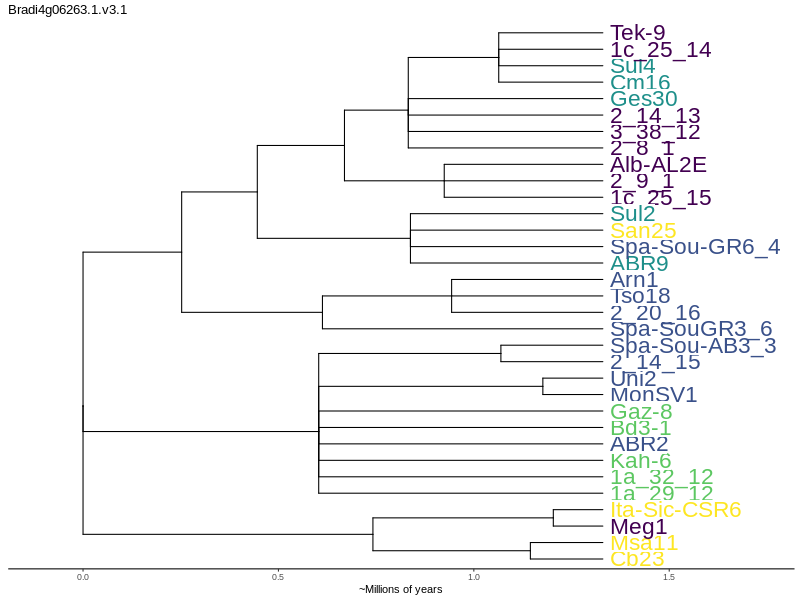 Bradi4g06263.1.v3.1
Tek-9
1c_25_14
Sul4
Cm16
Ges30
2_14_13
3_38_12
2_8_1
Alb-AL2E
2_9_1
1c_25_15
Sul2
San25
Spa-Sou-GR6_4
ABR9
Arn1
Tso18
2_20_16
Spa-SouGR3_6
Spa-Sou-AB3_3
2_14_15
Uni2
MonSV1
Gaz-8
Bd3-1
ABR2
Kah-6
1a_32_12
1a_29_12
Ita-Sic-CSR6
Meg1
Msa11
Cb23
0.0 0.5 1.0 1.5
~Millions of years